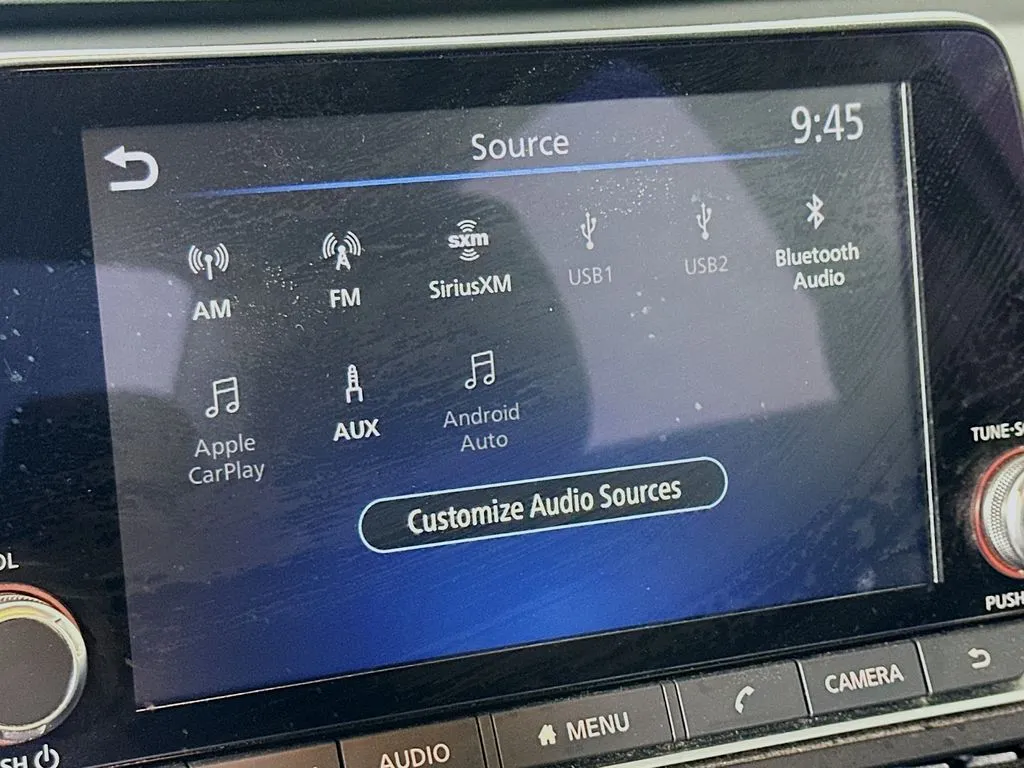 Source
9:45
sxm
AM
FM
SiriusXM
USB1
USB2
Bluetooth
Audio
Apple
CarPlay
AUX
Android
Auto
Customize Audio Sources
TUNE·S
OL
PUSH
SH
AUDIO
MENU
CAMERA